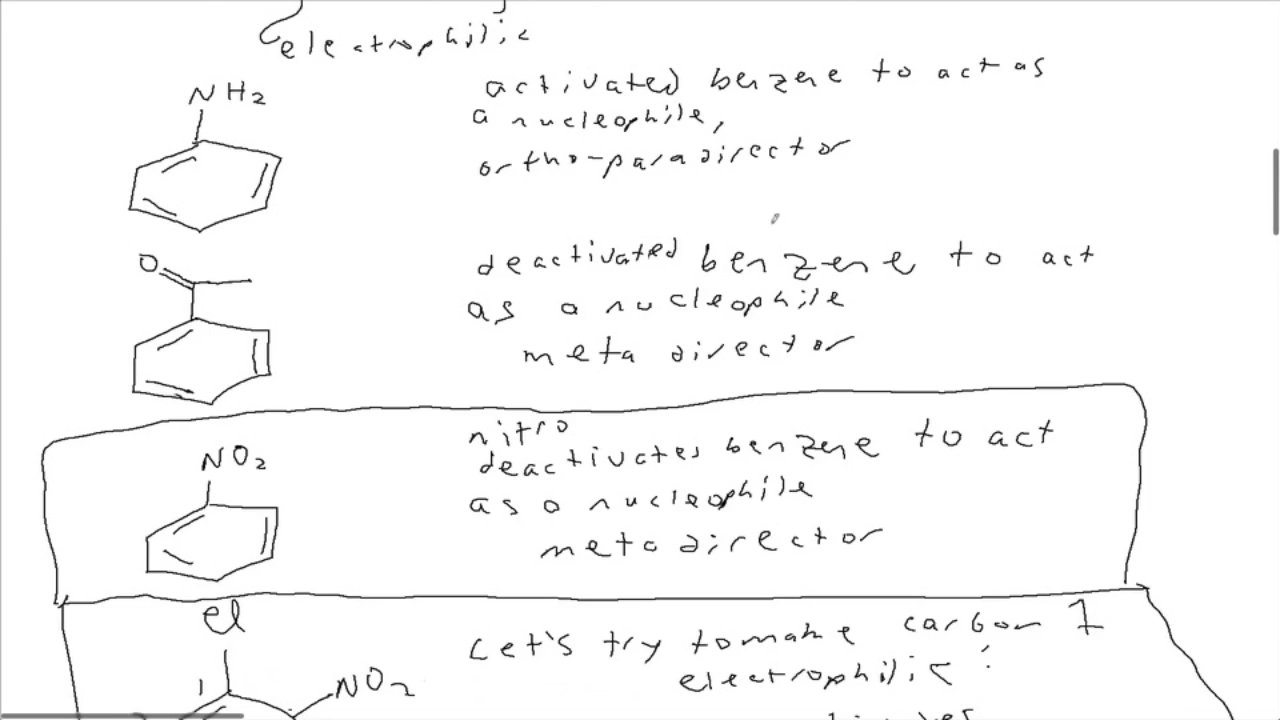 electrophilic
NH2
activated benzene to act as
a nucleophile,
ortho-para director
O
deactivated benzene to act
as a nucleophile
meta director
nitro
NO2
deactivates benzene to act
as a nucleophile
meta director
Cl
Let's try to make carbon 1
electrophilic!
1
NO2